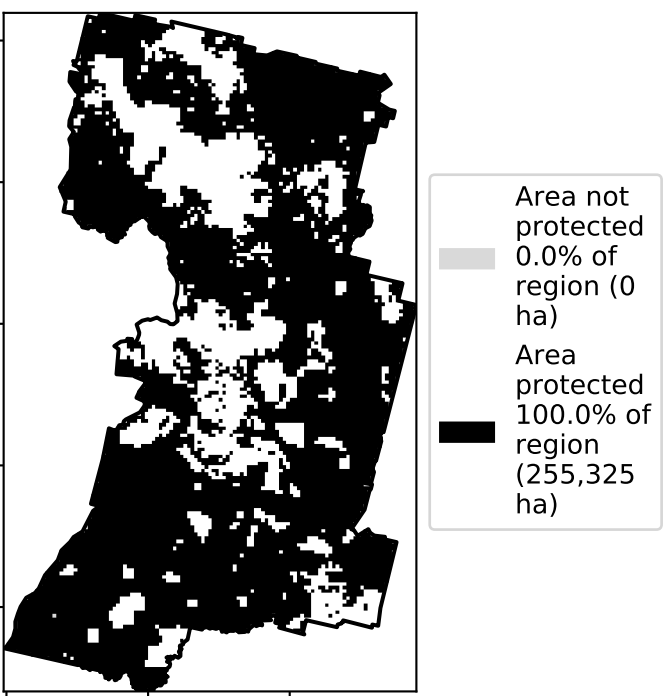 Area not
protected
0.0% of
region (0
ha)
Area
protected
100.0% of
region
(255,325
ha)